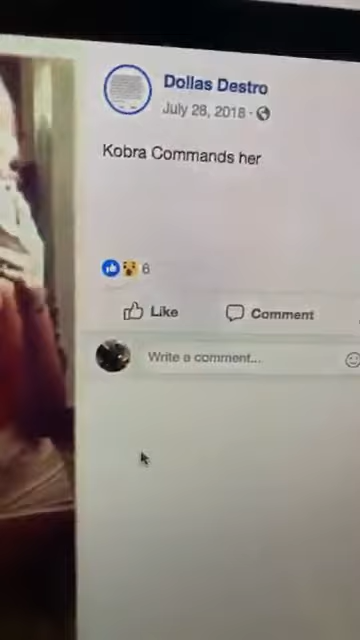 Dollas Destro
July 28, 2018 ·
Kobra Commands her
6
Like
Comment
Write a comment...